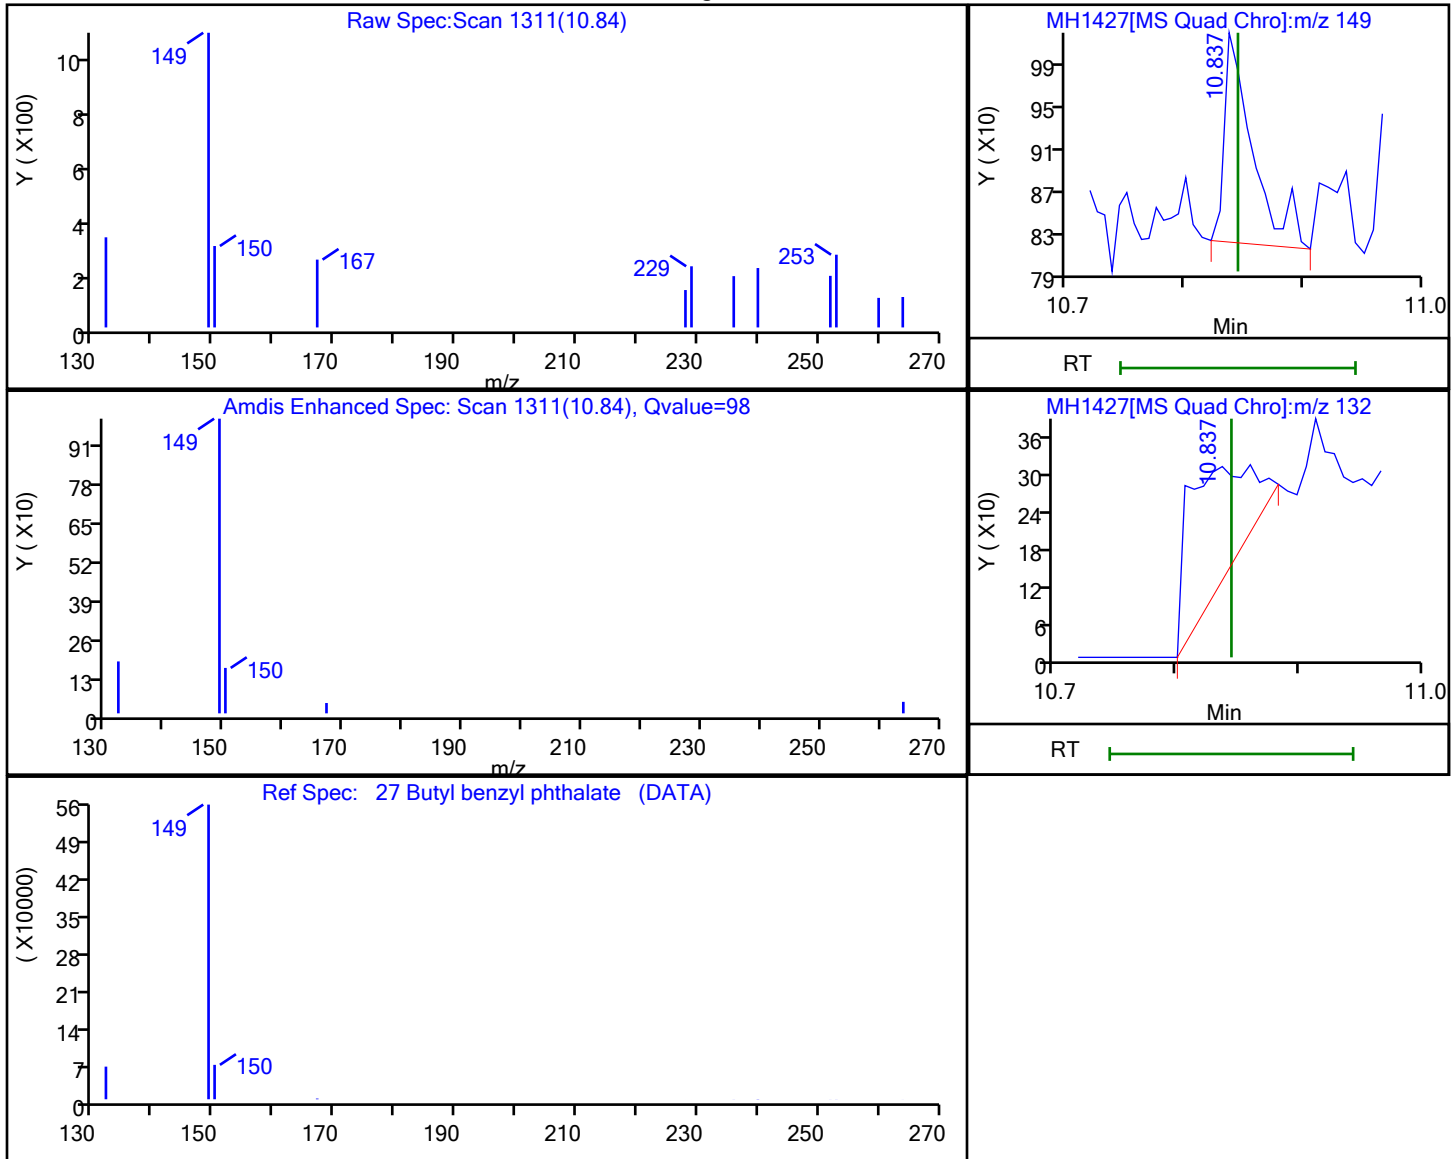 Raw Spec:Scan 1311(10.84)
Y ( X100)
10
8
6
4
2
0
149
150
167
229
253
130 150 170 190 210 230 250 270
m/z
MH1427[MS Quad Chro]:m/z 149
Y ( X10)
99
95
91
87
83
79
10.837
10.7 11.0
Min
RT
Amdis Enhanced Spec: Scan 1311(10.84), Qvalue=98
Y ( X10)
91
78
65
52
39
26
13
0
149
150
130 150 170 190 210 230 250 270
m/z
MH1427[MS Quad Chro]:m/z 132
Y ( X10)
36
30
24
18
12
6
0
10.837
10.7 11.0
Min
RT
Ref Spec: 27 Butyl benzyl phthalate (DATA)
( X10000)
56
49
42
35
28
21
14
7
0
149
150
130 150 170 190 210 230 250 270